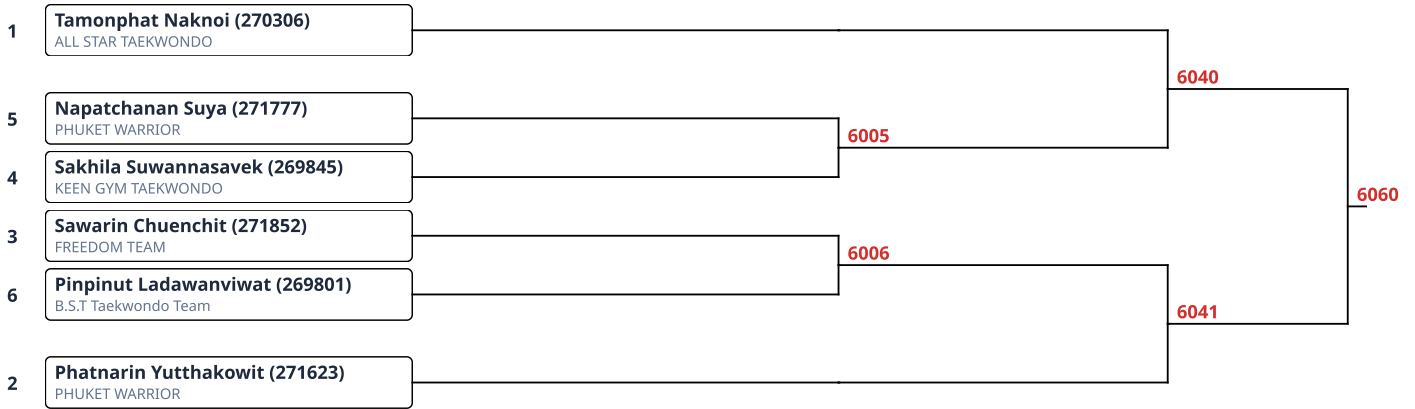 1
Tamonphat Naknoi (270306)
ALL STAR TAEKWONDO
6040
5
Napatchanan Suya (271777)
PHUKET WARRIOR
6005
4
Sakhila Suwannasavek (269845)
KEEN GYM TAEKWONDO
6060
3
Sawarin Chuenchit (271852)
FREEDOM TEAM
6006
6
Pinpinut Ladawanviwat (269801)
B.S.T Taekwondo Team
6041
2
Phatnarin Yutthakowit (271623)
PHUKET WARRIOR